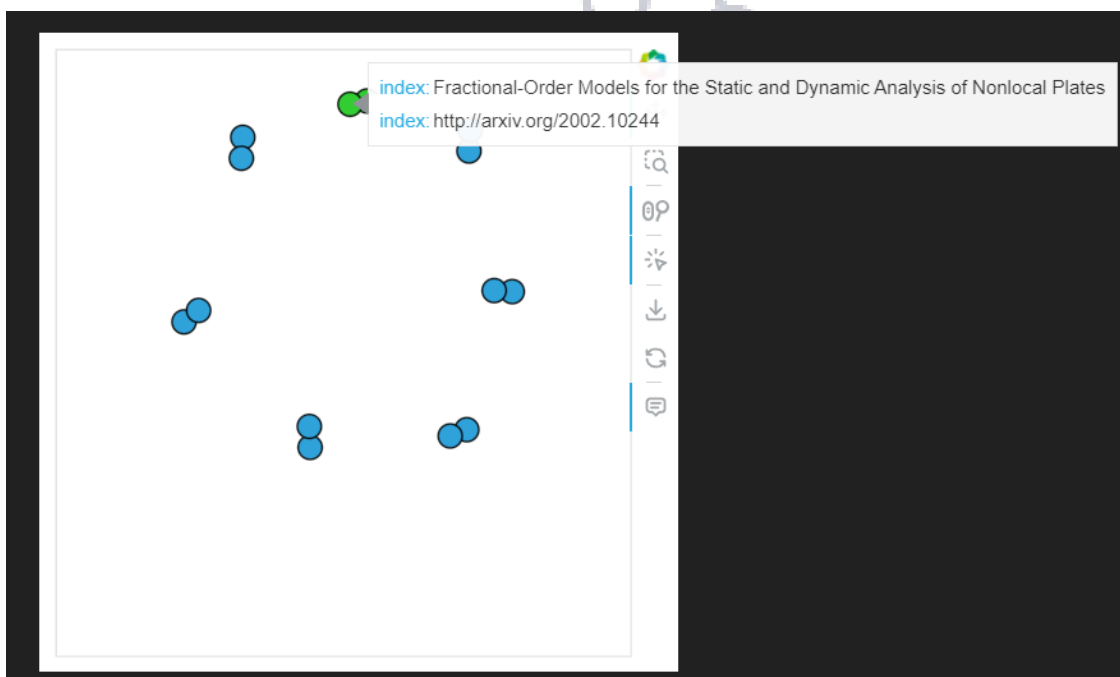 index: Fractional-Order Models for the Static and Dynamic Analysis of Nonlocal Plates
index: http://arxiv.org/2002.10244